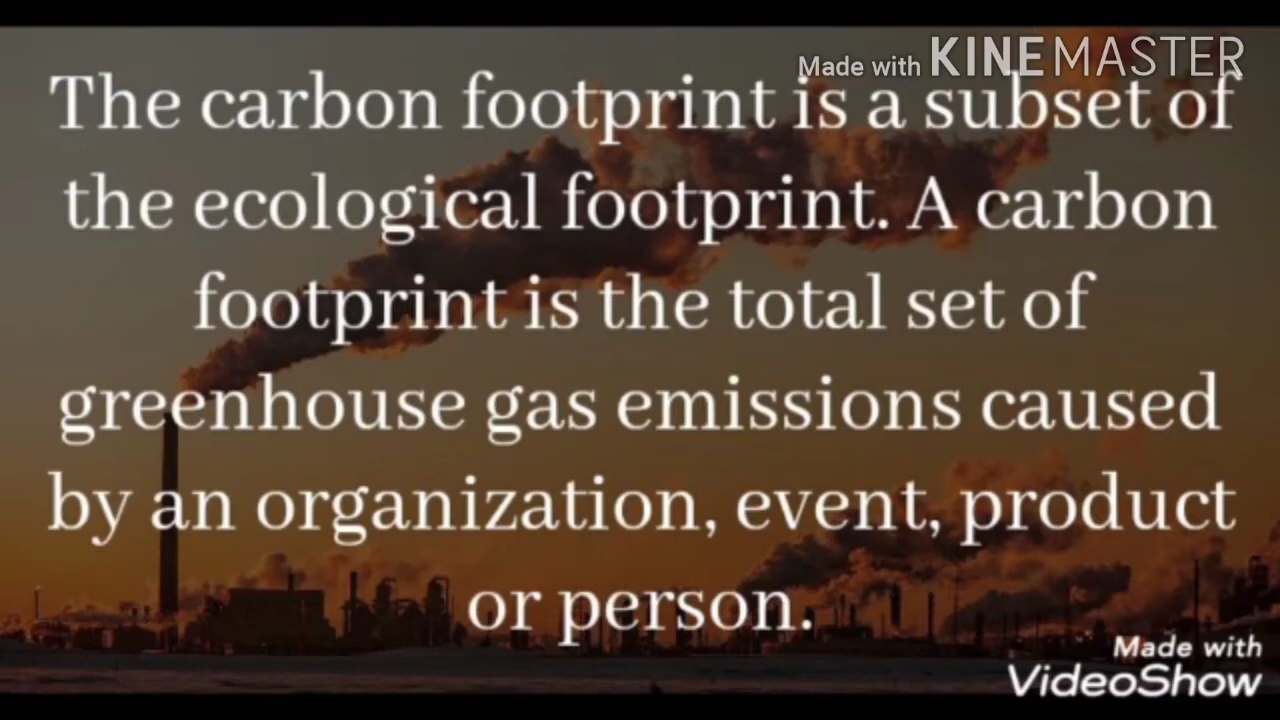 Made with KINEMASTER
The carbon footprint is a subset of
the ecological footprint. A carbon
footprint is the total set of
greenhouse gas emissions caused
by an organization, event, product
or person.
Made with
VideoShow